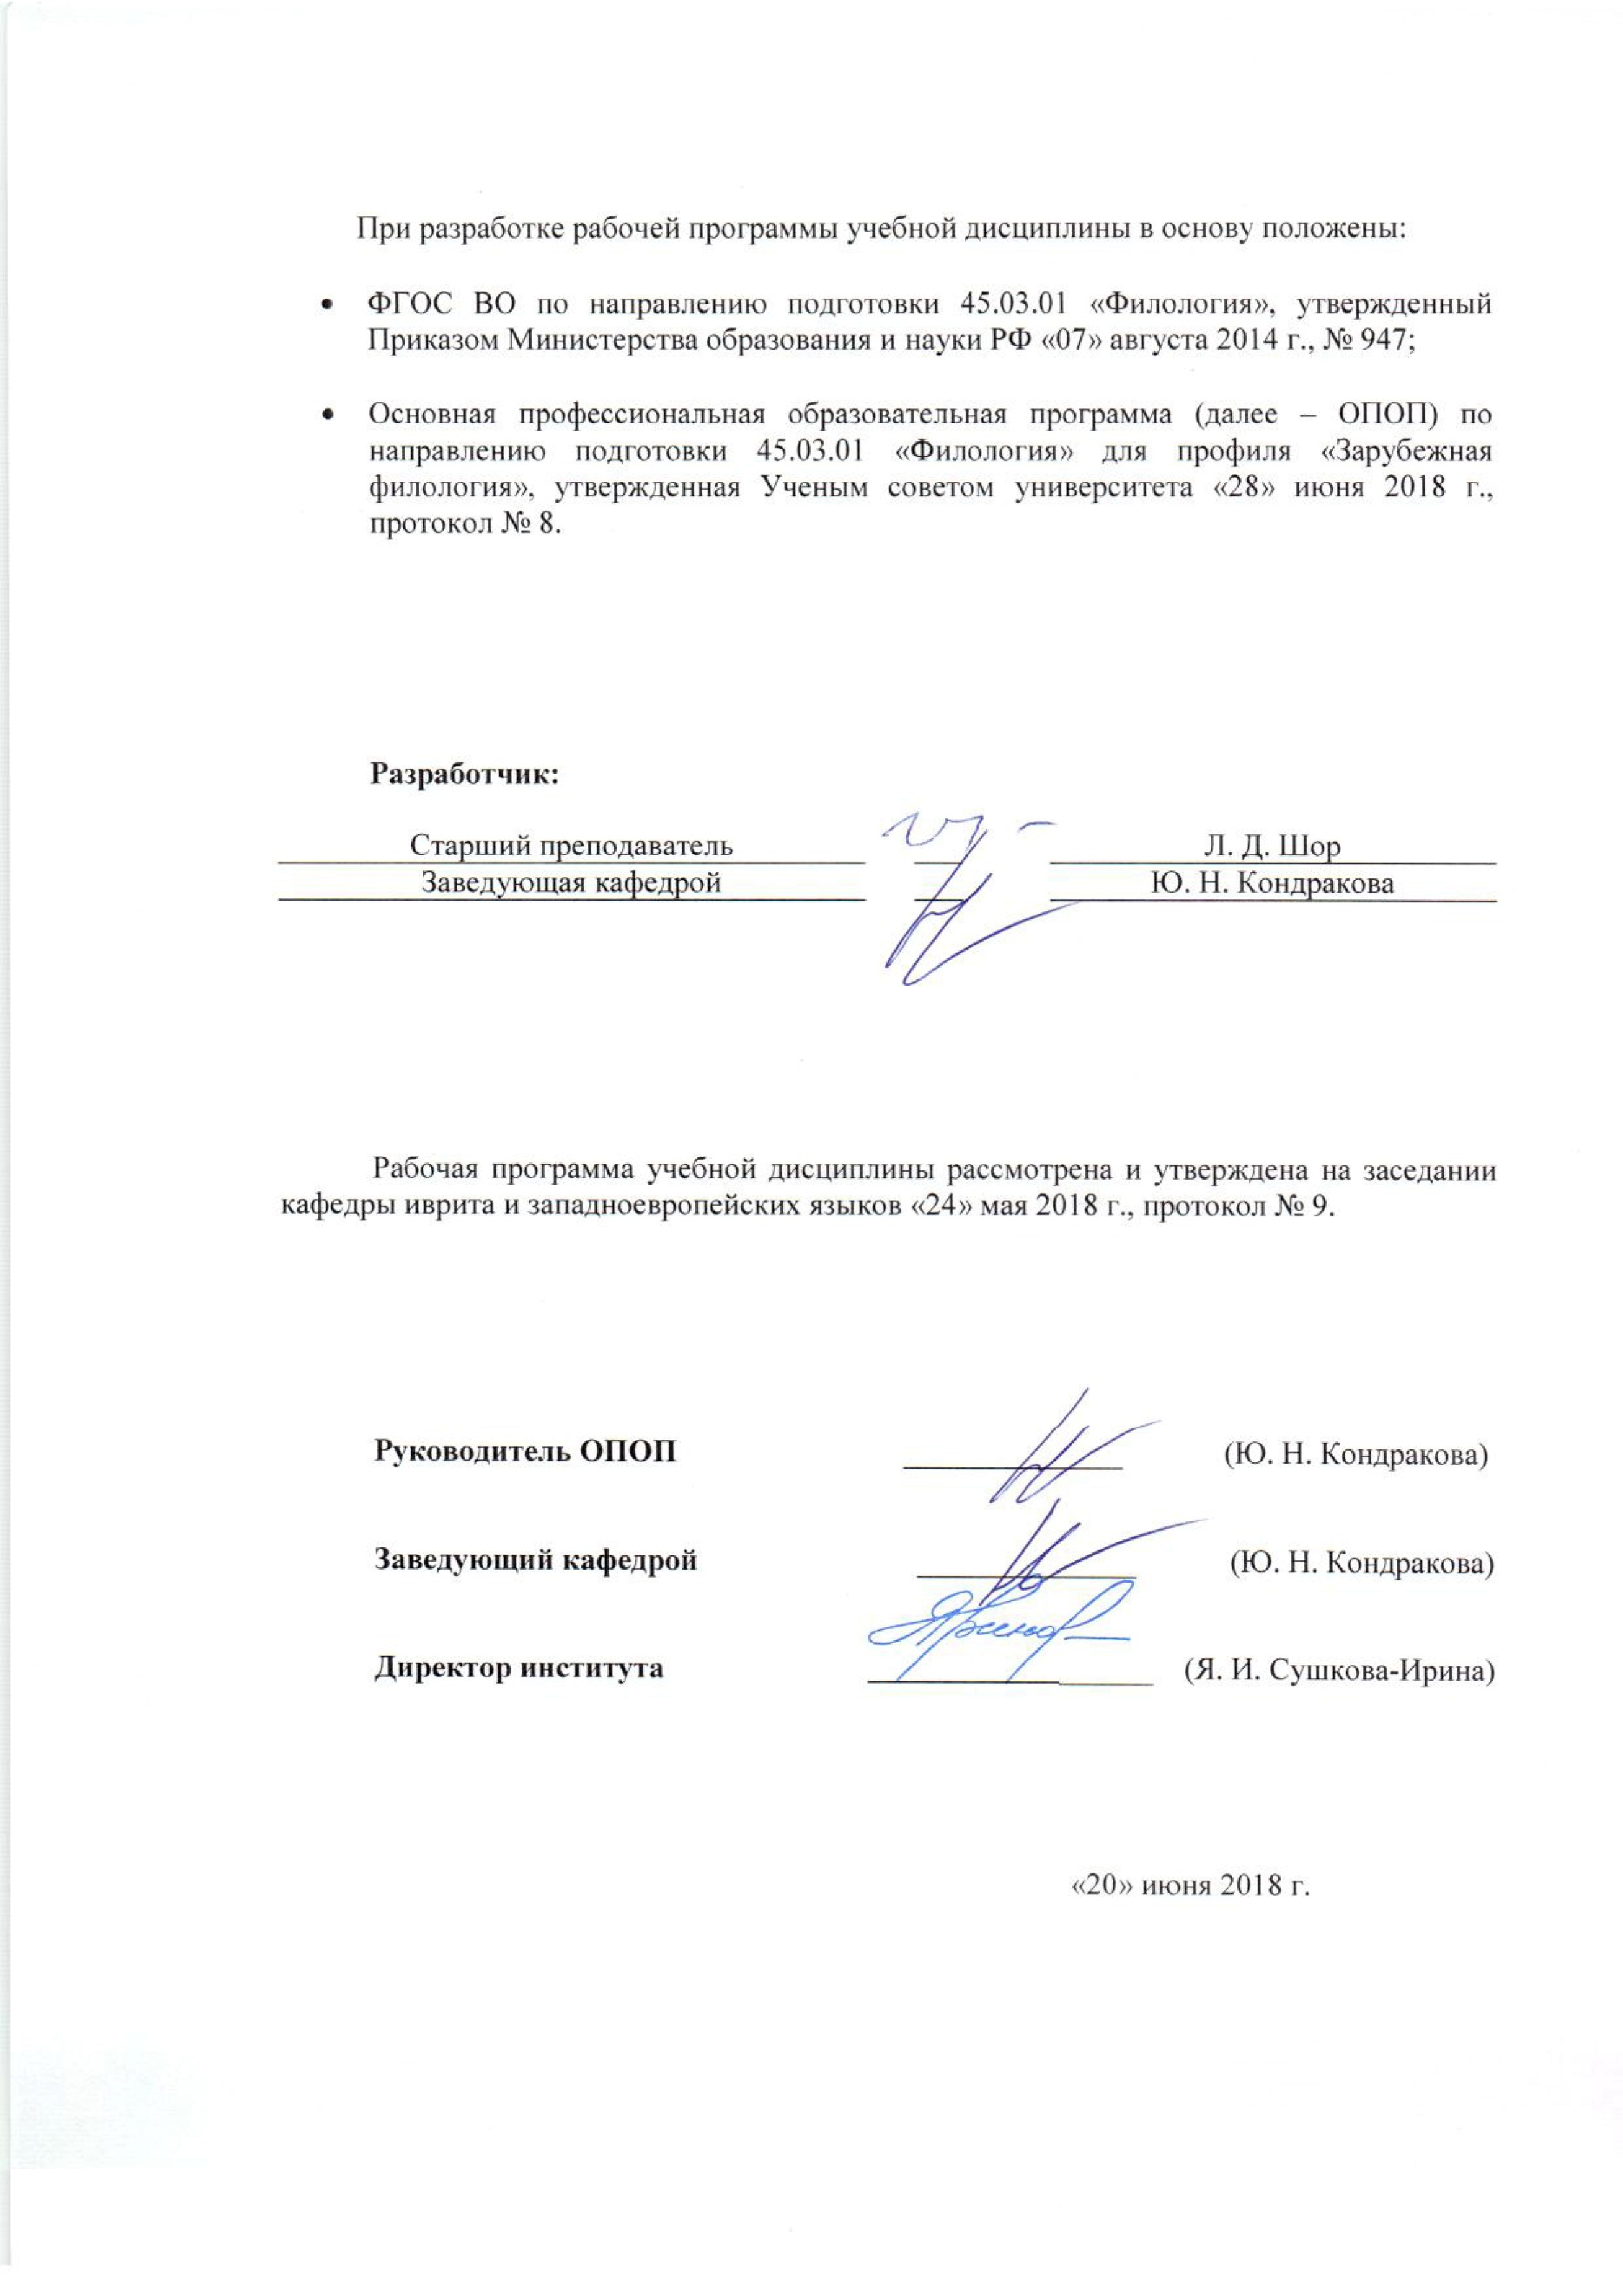 При разработке рабочей программы учебной дисциплины в основу положены:
• ФГОС ВО по направлению подготовки 45.03.01 «Филология», утвержденный
Приказом Министерства образования и науки РФ «07» августа 2014 г., № 947;
• Основная профессиональная образовательная программа (далее – ОПОП) по
направлению подготовки 45.03.01 «Филология» для профиля «Зарубежная
филология», утвержденная Ученым советом университета «28» июня 2018 г.,
протокол № 8.
Разработчик:
Старший преподаватель Л. Д. Шор
Заведующая кафедрой Ю. Н. Кондракова
Рабочая программа учебной дисциплины рассмотрена и утверждена на заседании
кафедры иврита и западноевропейских языков «24» мая 2018 г., протокол № 9.
Руководитель ОПОП (Ю. Н. Кондракова)
Заведующий кафедрой (Ю. Н. Кондракова)
Директор института (Я. И. Сушкова-Ирина)
«20» июня 2018 г.